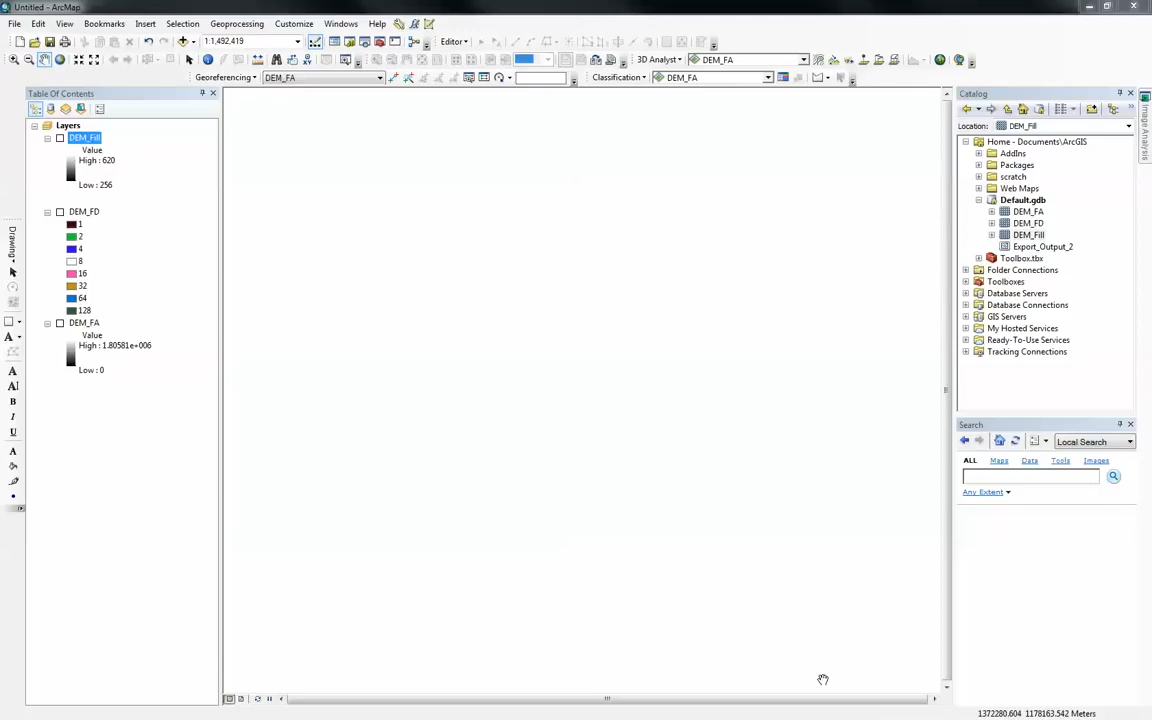 Untitled - ArcMap
File Edit View Bookmarks Insert Selection Geoprocessing Customize Windows Help
1:1,492,419 Editor
3D Analyst DEM_FA
Georeferencing DEM_FA Classification DEM_FA
Table Of Contents
Layers
DEM_Fill
Value
High : 620
Low : 256
DEM_FD
1
2
4
8
16
32
64
128
DEM_FA
Value
High : 1.80581e+006
Low : 0
Drawing
A
A
A
B
I
U
A
Catalog
Location: DEM_Fill
Home - Documents\ArcGIS
AddIns
Packages
scratch
Web Maps
Default.gdb
DEM_FA
DEM_FD
DEM_Fill
Export_Output_2
Toolbox.tbx
Folder Connections
Toolboxes
Database Servers
Database Connections
GIS Servers
My Hosted Services
Ready-To-Use Services
Tracking Connections
Search
Local Search
ALL Maps Data Tools Images
Any Extent
Image Analysis
1372280.604 1178163.542 Meters